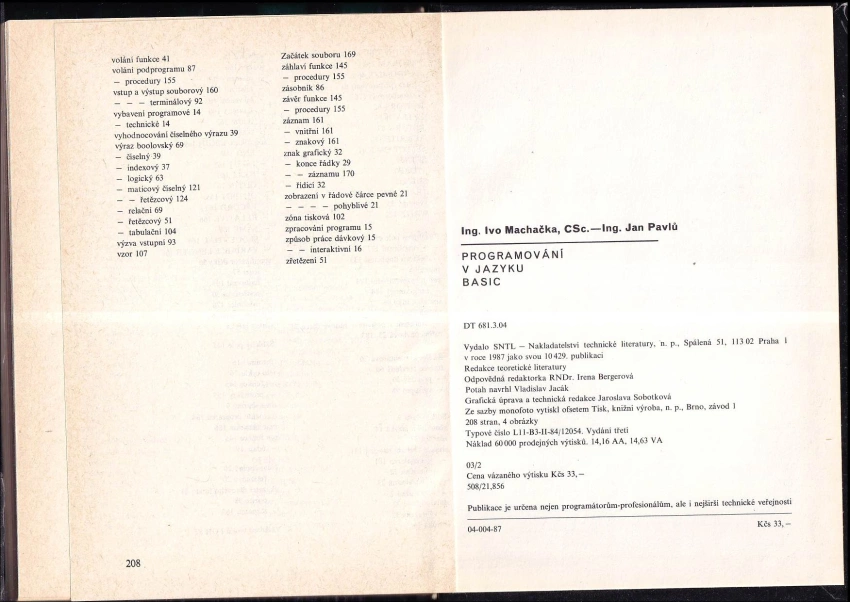 volání funkce 41
volání podprogramu 87
— procedury 155
vstup a výstup souborový 160
— — — terminálový 92
vybavení programové 14
— technické 14
vyhodnocování číselného výrazu 39
výraz boolovský 69
— číselný 39
— indexový 37
— logický 63
— maticový číselný 121
— — řetězcový 124
— relační 69
— řetězcový 51
— tabulační 104
výzva vstupní 93
vzor 107
Začátek souboru 169
záhlaví funkce 145
— procedury 155
zásobník 86
závěr funkce 145
— procedury 155
záznam 161
— vnitřní 161
— znakový 161
znak grafický 32
— konce řádky 29
— — záznamu 170
— řídicí 32
zobrazení v řádové čárce pevné 21
— — — — pohyblivé 21
zóna tisková 102
zpracování programu 15
způsob práce dávkový 15
— — interaktivní 16
zřetězení 51
208
Ing. Ivo Machačka, CSc.—Ing. Jan Pavlů
PROGRAMOVÁNÍ
V JAZYKU
BASIC
DT 681.3.04
Vydalo SNTL — Nakladatelství technické literatury, n. p., Spálená 51, 113 02 Praha 1
v roce 1987 jako svou 10 429. publikaci
Redakce teoretické literatury
Odpovědná redaktorka RNDr. Irena Bergerová
Potah navrhl Vladislav Jacák
Grafická úprava a technická redakce Jaroslava Sobotková
Ze sazby monofoto vytiskl ofsetem Tisk, knižní výroba, n. p., Brno, závod 1
208 stran, 4 obrázky
Typové číslo L11-B3-II-84/12054. Vydání třetí
Náklad 60 000 prodejných výtisků. 14,16 AA, 14,63 VA
03/2
Cena vázaného výtisku Kčs 33,—
508/21,856
Publikace je určena nejen programátorům-profesionálům, ale i nejširší technické veřejnosti
04-004-87
Kčs 33,—